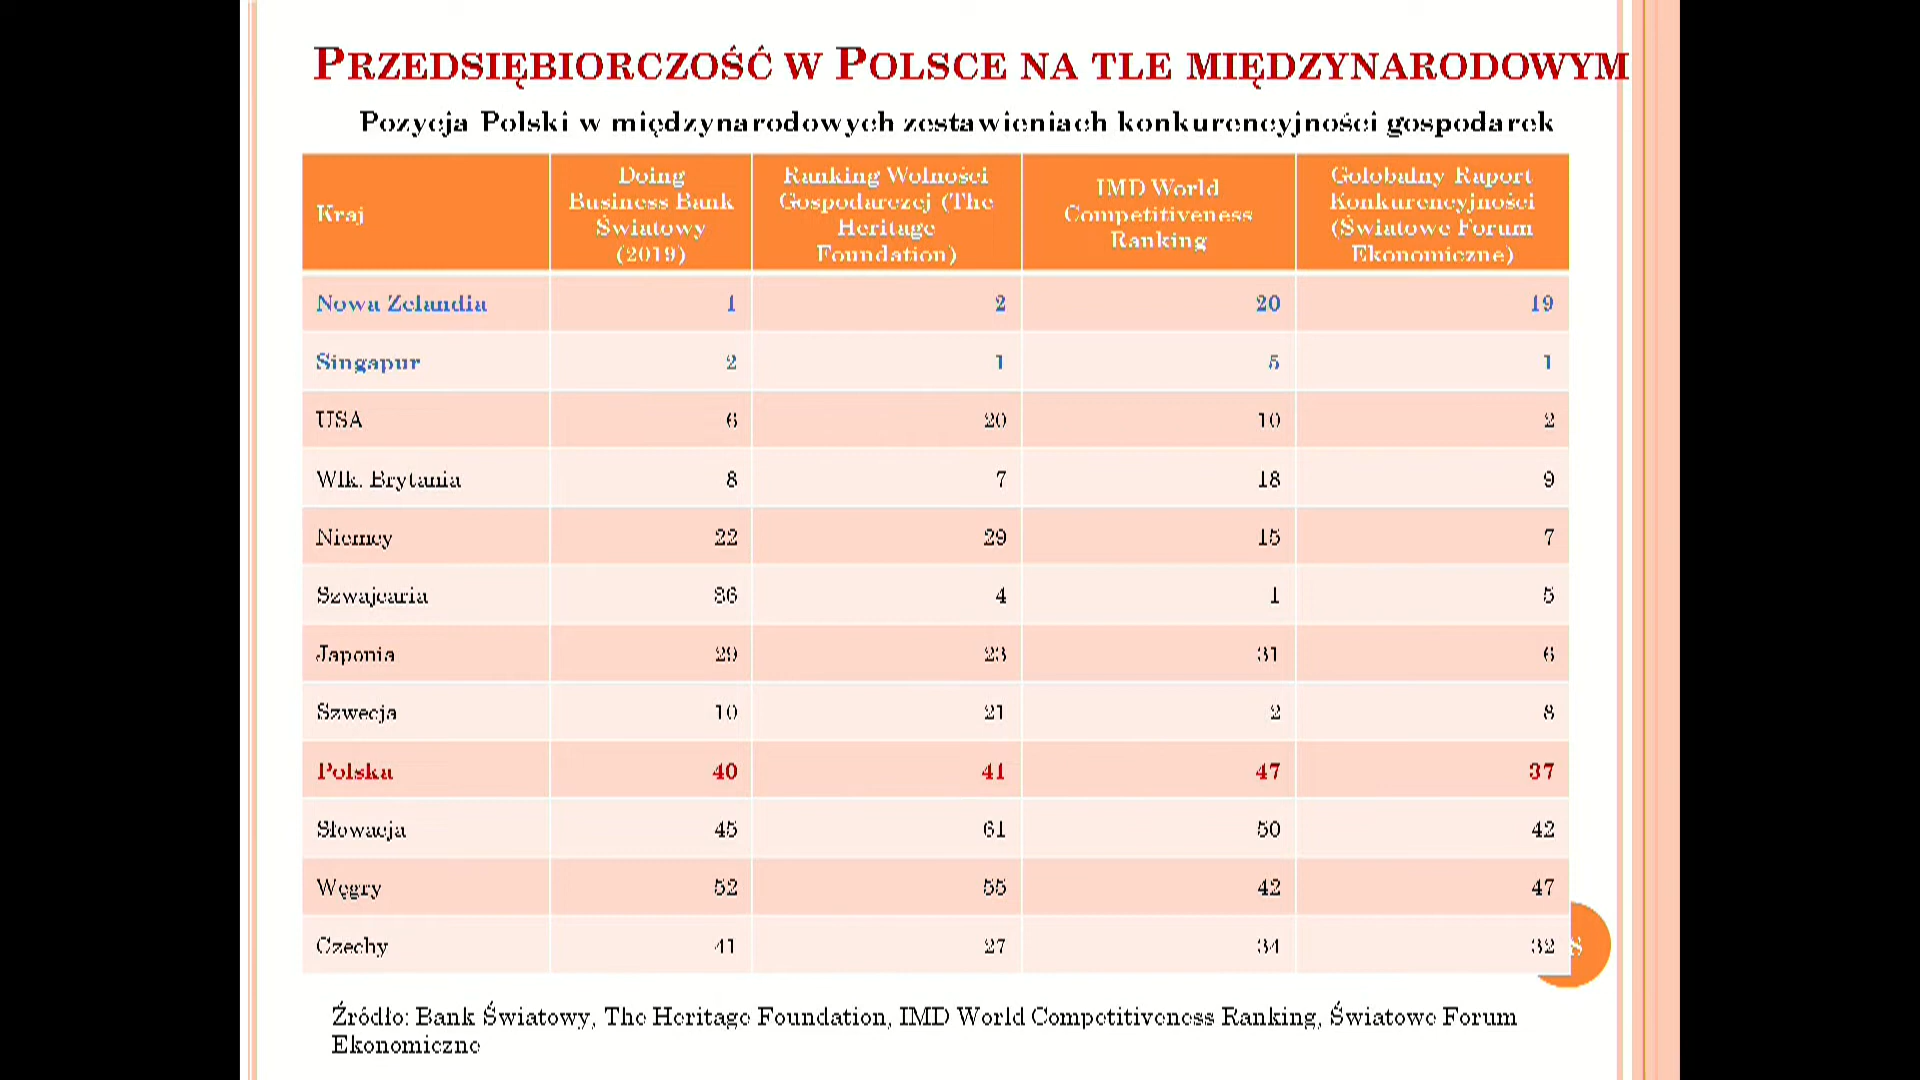 PRZEDSIĘBIORCZOŚĆ W POLSCE NA TLE MIĘDZYNARODOWYM
Pozycja Polski w międzynarodowych zestawieniach konkurencyjności gospodarek
Kraj
Doing
Business Bank
Światowy
(2019)
Ranking Wolności
Gospodarczej (The
Heritage
Foundation)
IMD World
Competitiveness
Ranking
Golobalny Raport
Konkurencyjności
(Światowe Forum
Ekonomiczne)
Nowa Zelandia 1 2 20 19
Singapur 2 1 5 1
USA 6 20 10 2
Wlk. Brytania 8 7 18 9
Niemcy 22 29 15 7
Szwajcaria 36 4 1 5
Japonia 29 23 31 6
Szwecja 10 21 2 8
Polska 40 41 47 37
Słowacja 45 61 50 42
Węgry 52 55 42 47
Czechy 41 27 34 32
Źródło: Bank Światowy, The Heritage Foundation, IMD World Competitiveness Ranking, Światowe Forum
Ekonomiczne